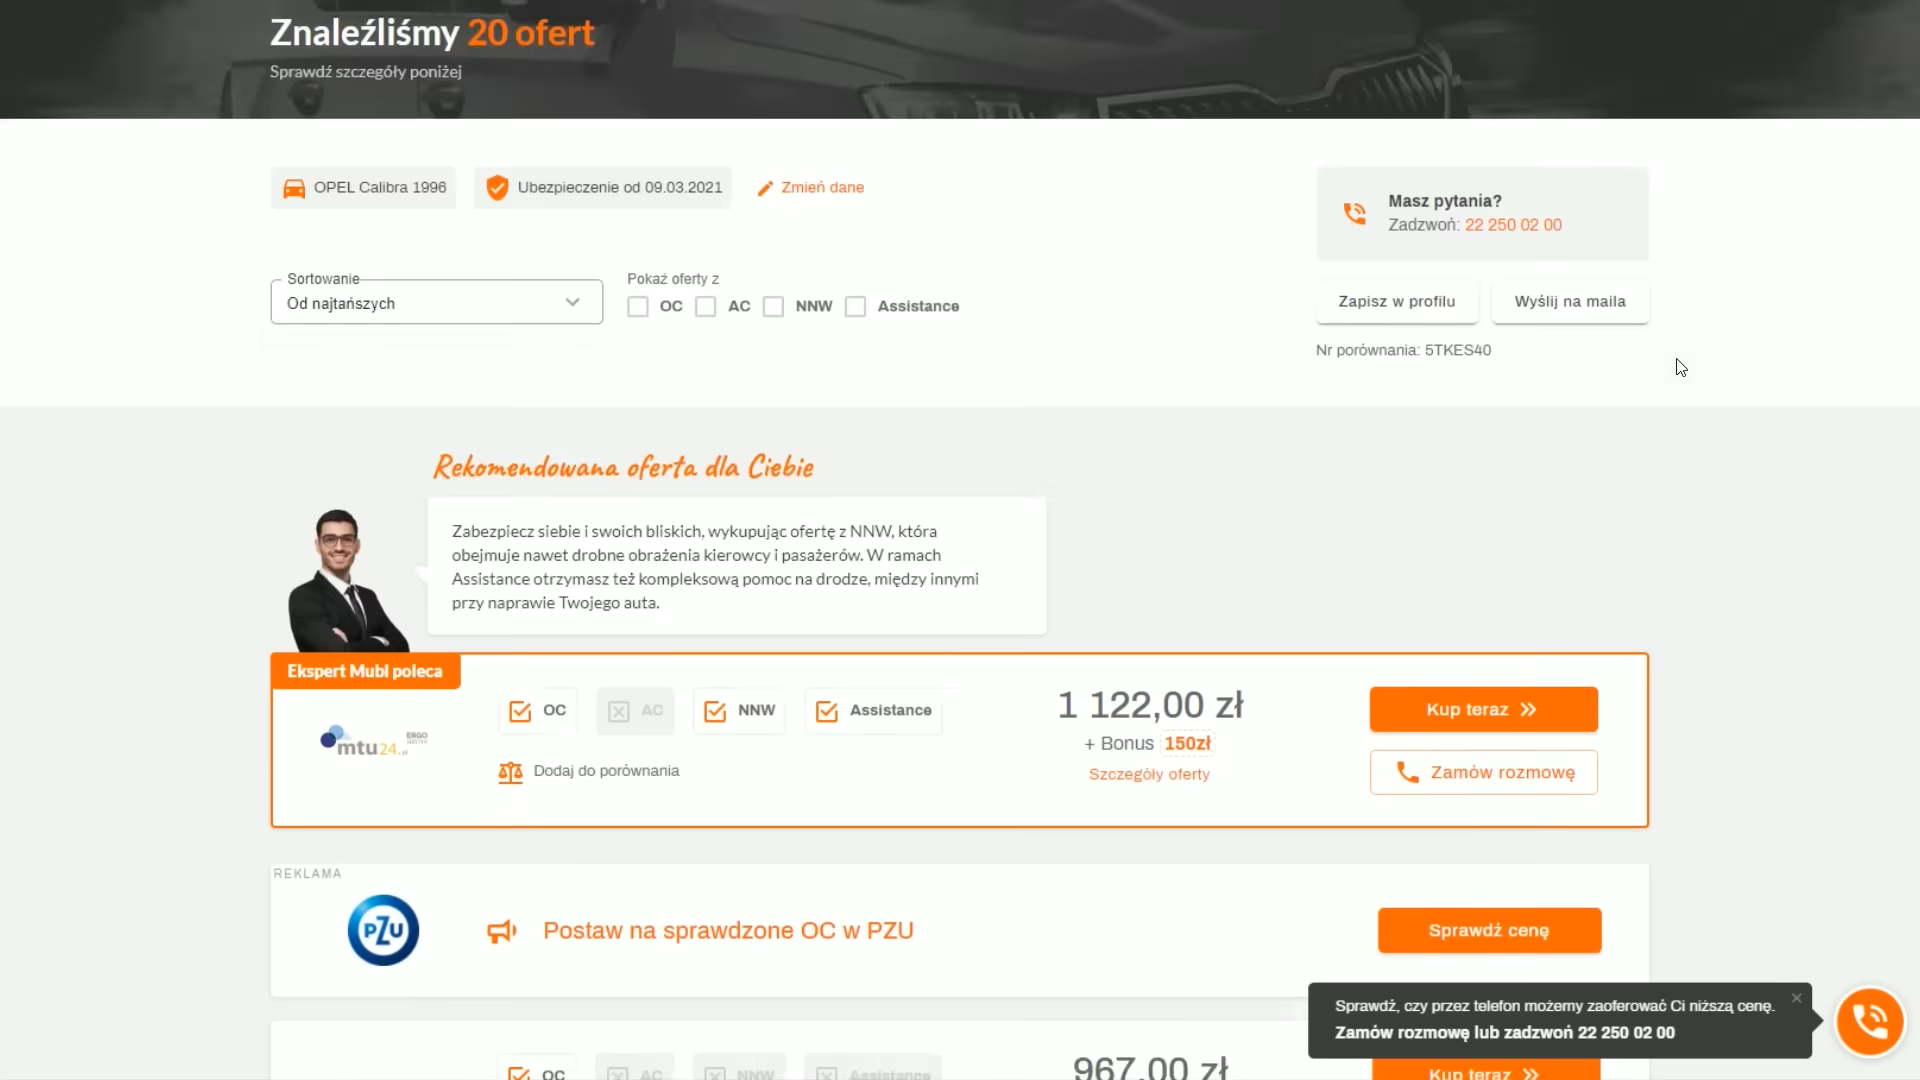 Znaleźliśmy 20 ofert
Sprawdź szczegóły poniżej
OPEL Calibra 1996
Ubezpieczenie od 09.03.2021
Zmień dane
Masz pytania?
Zadzwoń: 22 250 02 00
Sortowanie
Od najtańszych
Pokaż oferty z
OC
AC
NNW
Assistance
Zapisz w profilu
Wyślij na maila
Nr porównania: 5TKES40
Rekomendowana oferta dla Ciebie
Zabezpiecz siebie i swoich bliskich, wykupując ofertę z NNW, która
obejmuje nawet drobne obrażenia kierowcy i pasażerów. W ramach
Assistance otrzymasz też kompleksową pomoc na drodze, między innymi
przy naprawie Twojego auta.
Ekspert Mubi poleca
mtu24.pl
ERGO
HESTIA
OC
AC
NNW
Assistance
Dodaj do porównania
1 122,00 zł
+ Bonus 150zł
Szczegóły oferty
Kup teraz
Zamów rozmowę
REKLAMA
PZU
Postaw na sprawdzone OC w PZU
Sprawdź cenę
Sprawdź, czy przez telefon możemy zaoferować Ci niższą cenę.
Zamów rozmowę lub zadzwoń 22 250 02 00
OC
AC
NNW
Assistance
967,00 zł
Kup teraz